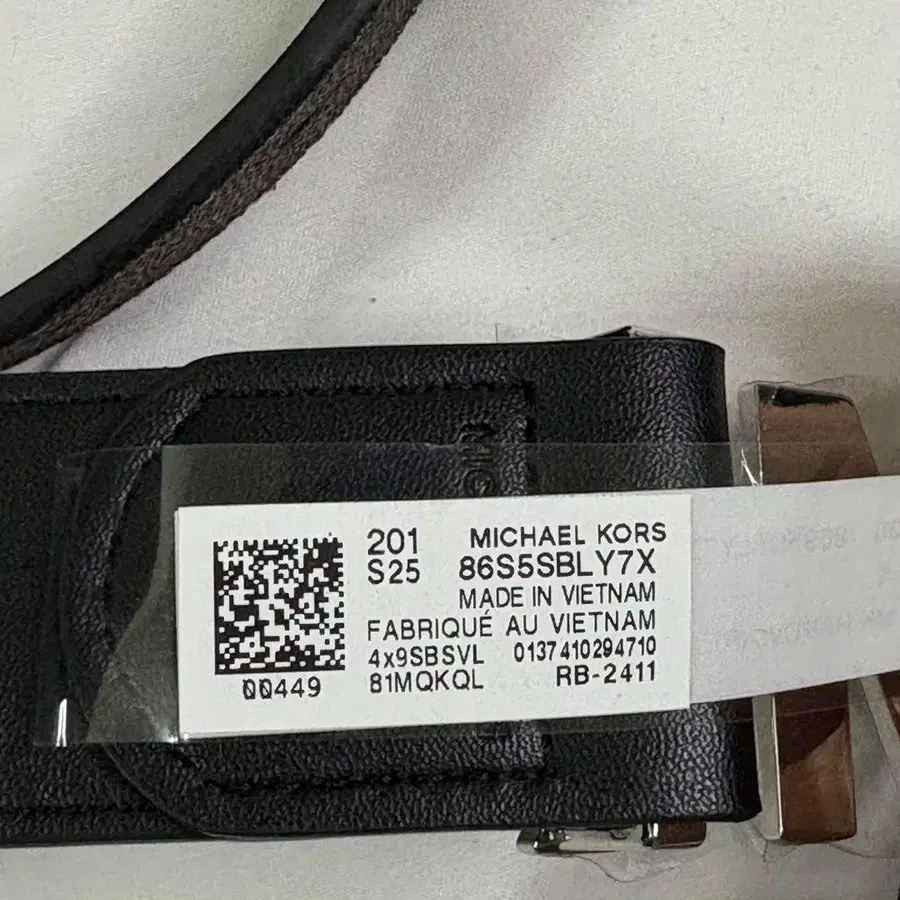 201 MICHAEL KORS
S25 86S5SBLY7X
MADE IN VIETNAM
FABRIQUÉ AU VIETNAM
4x9SBSVL 0137410294710
00449 81MQKQL RB-2411